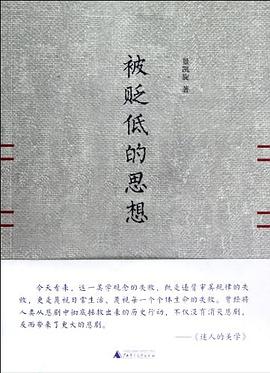 被贬低的思想
景凯旋 著
今天看来，这一美学观念的失败，既是违背审美规律的失
败，更是蔑视日常生活、蔑视每一个个体生命的失败。曾经将
人类从悲剧中彻底拯救出来的历史行动，不仅没有消灭悲剧，
反而带来了更大的悲剧。
——《迷人的美学》